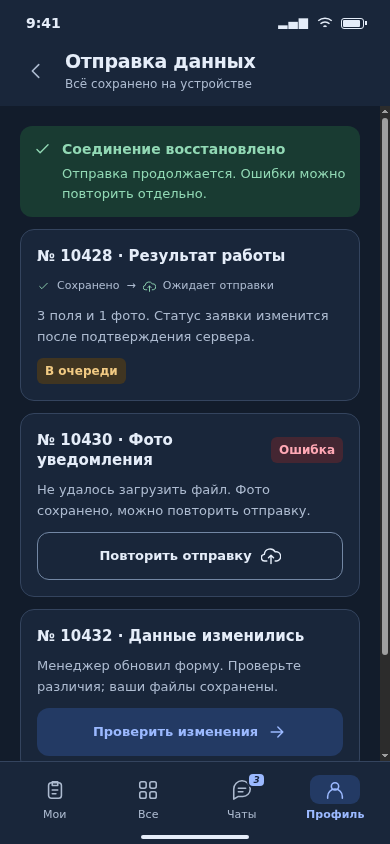 9:41
Отправка данных
Всё сохранено на устройстве
Соединение восстановлено
Отправка продолжается. Ошибки можно
повторить отдельно.
№ 10428 · Результат работы
Сохранено → Ожидает отправки
3 поля и 1 фото. Статус заявки изменится
после подтверждения сервера.
В очереди
№ 10430 · Фото
уведомления
Ошибка
Не удалось загрузить файл. Фото
сохранено, можно повторить отправку.
Повторить отправку
№ 10432 · Данные изменились
Менеджер обновил форму. Проверьте
различия; ваши файлы сохранены.
Проверить изменения →
3
Мои Все Чаты Профиль